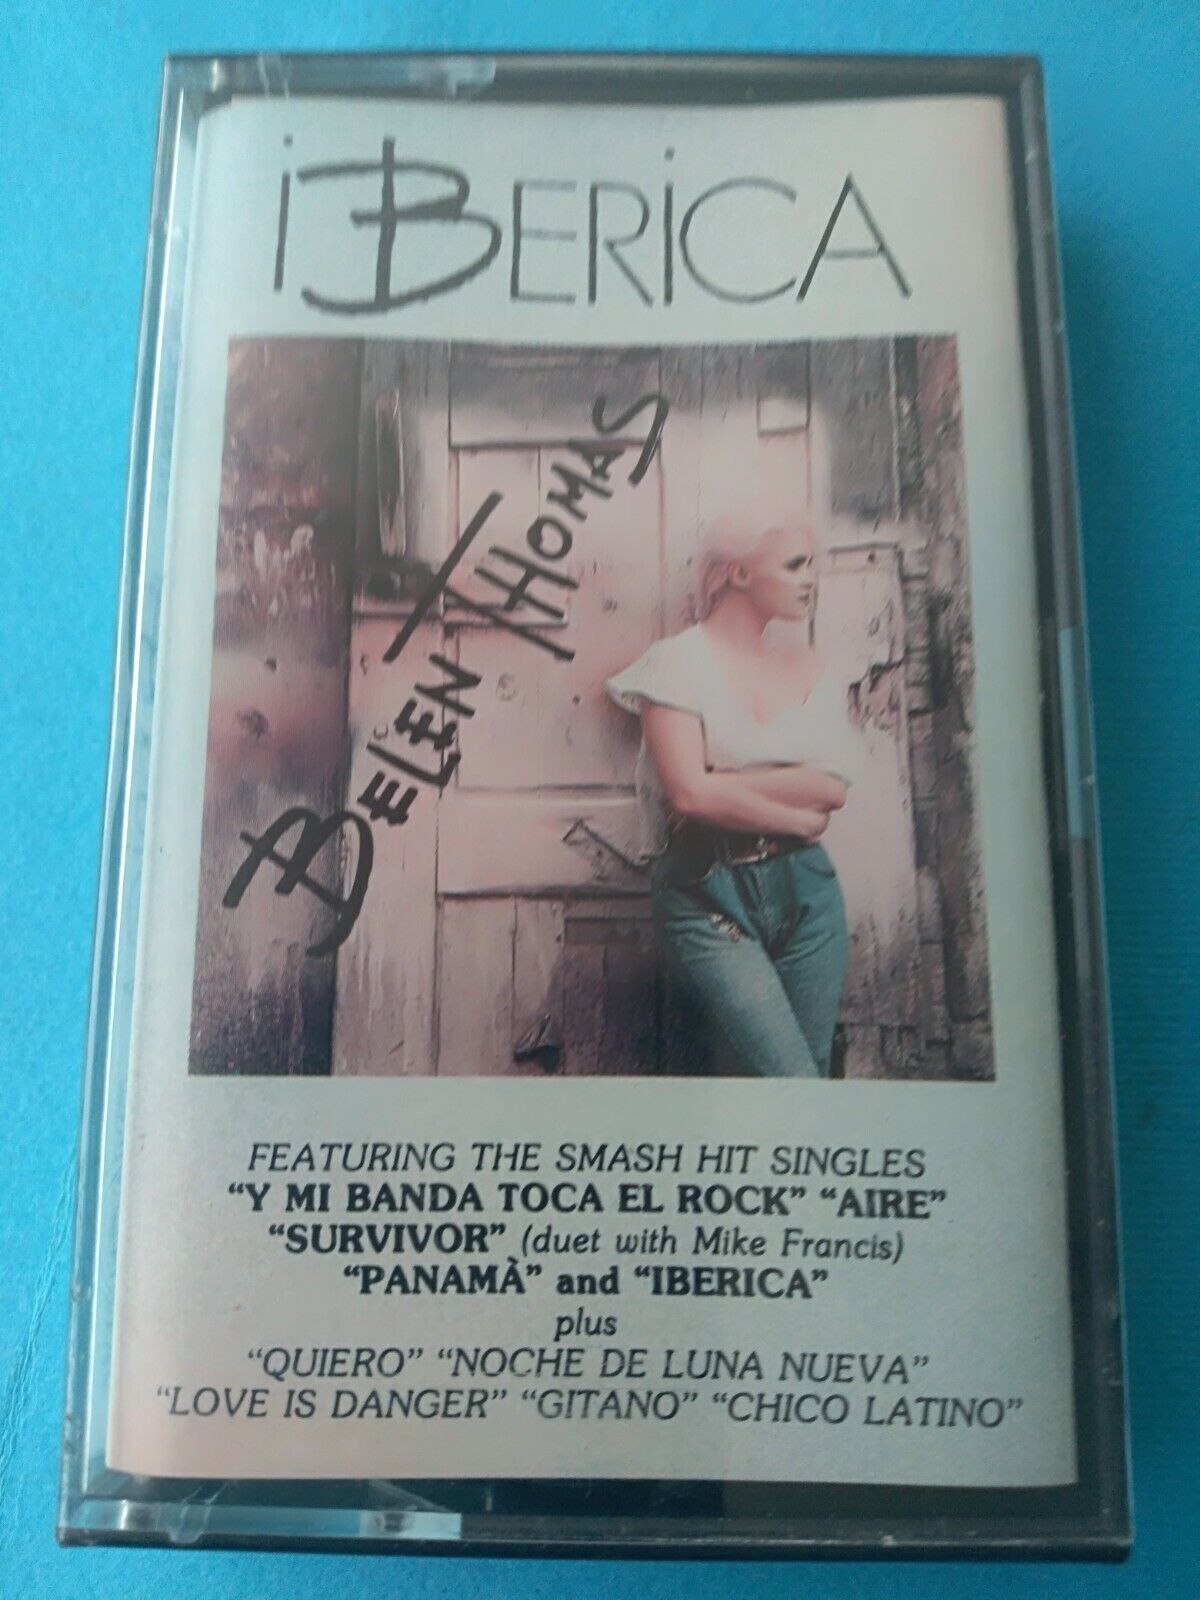 iBERiCA
BELEN THOMAS
FEATURING THE SMASH HIT SINGLES
“Y MI BANDA TOCA EL ROCK” “AIRE”
“SURVIVOR” (duet with Mike Francis)
“PANAMÀ” and “IBERICA”
plus
“QUIERO” “NOCHE DE LUNA NUEVA”
“LOVE IS DANGER” “GITANO” “CHICO LATINO”